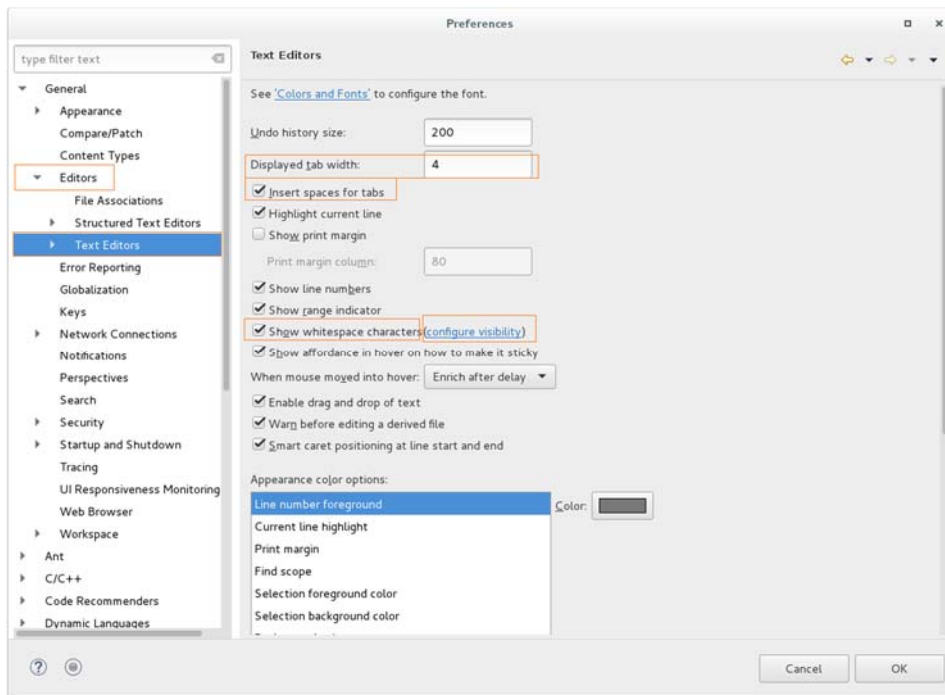 Preferences
type filter text
General
Appearance
Compare/Patch
Content Types
Editors
File Associations
Structured Text Editors
Text Editors
Error Reporting
Globalization
Keys
Network Connections
Notifications
Perspectives
Search
Security
Startup and Shutdown
Tracing
UI Responsiveness Monitoring
Web Browser
Workspace
Ant
C/C++
Code Recommenders
Dynamic Languages
Text Editors
See 'Colors and Fonts' to configure the font.
Undo history size: 200
Displayed tab width: 4
Insert spaces for tabs
Highlight current line
Show print margin
Print margin column: 80
Show line numbers
Show range indicator
Show whitespace characters(configure visibility)
Show affordance in hover on how to make it sticky
When mouse moved into hover: Enrich after delay
Enable drag and drop of text
Warn before editing a derived file
Smart caret positioning at line start and end
Appearance color options:
Line number foreground
Color:
Current line highlight
Print margin
Find scope
Selection foreground color
Selection background color
Cancel
OK